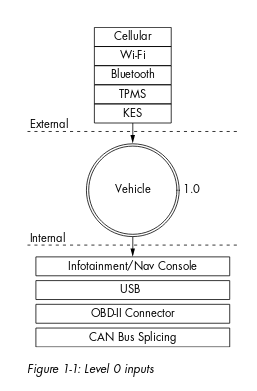 Cellular
Wi-Fi
Bluetooth
TPMS
KES
External
Vehicle 1.0
Internal
Infotainment/Nav Console
USB
OBD-II Connector
CAN Bus Splicing
Figure 1-1: Level 0 inputs